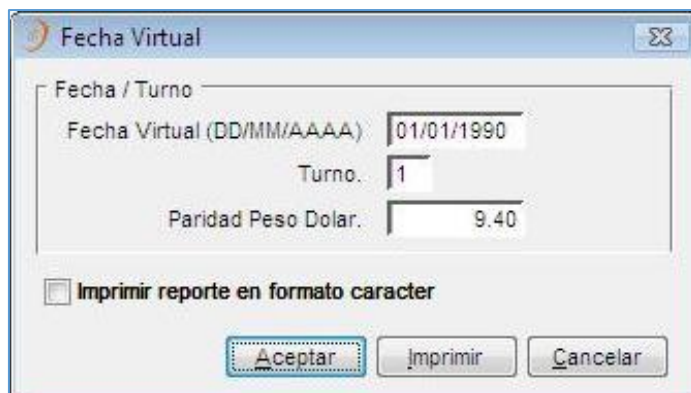 Fecha Virtual
Fecha / Turno
Fecha Virtual (DD/MM/AAAA) 01/01/1990
Turno. 1
Paridad Peso Dolar. 9.40
Imprimir reporte en formato caracter
Aceptar Imprimir Cancelar